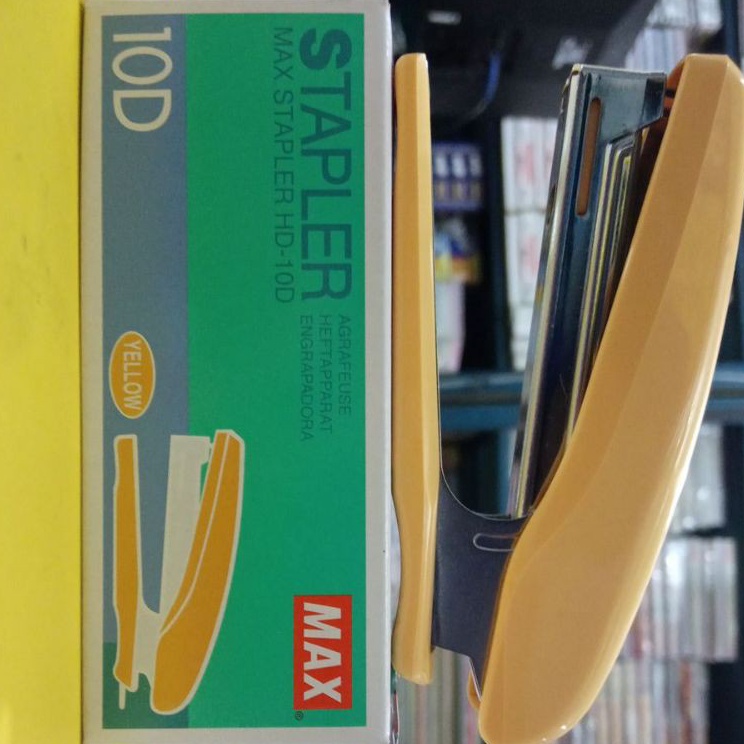 STAPLER
MAX STAPLER HD-10D
AGRAFEUSE
HEFTAPPARAT
ENGRAPADORA
MAX®
10D
YELLOW